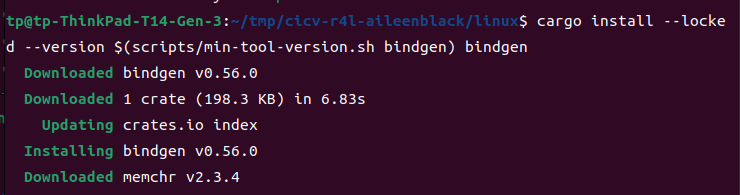 tp@tp-ThinkPad-T14-Gen-3:~/tmp/cicv-r4l-aileenblack/linux$ cargo install --locke
d --version $(scripts/min-tool-version.sh bindgen) bindgen
Downloaded bindgen v0.56.0
Downloaded 1 crate (198.3 KB) in 6.83s
Updating crates.io index
Installing bindgen v0.56.0
Downloaded memchr v2.3.4